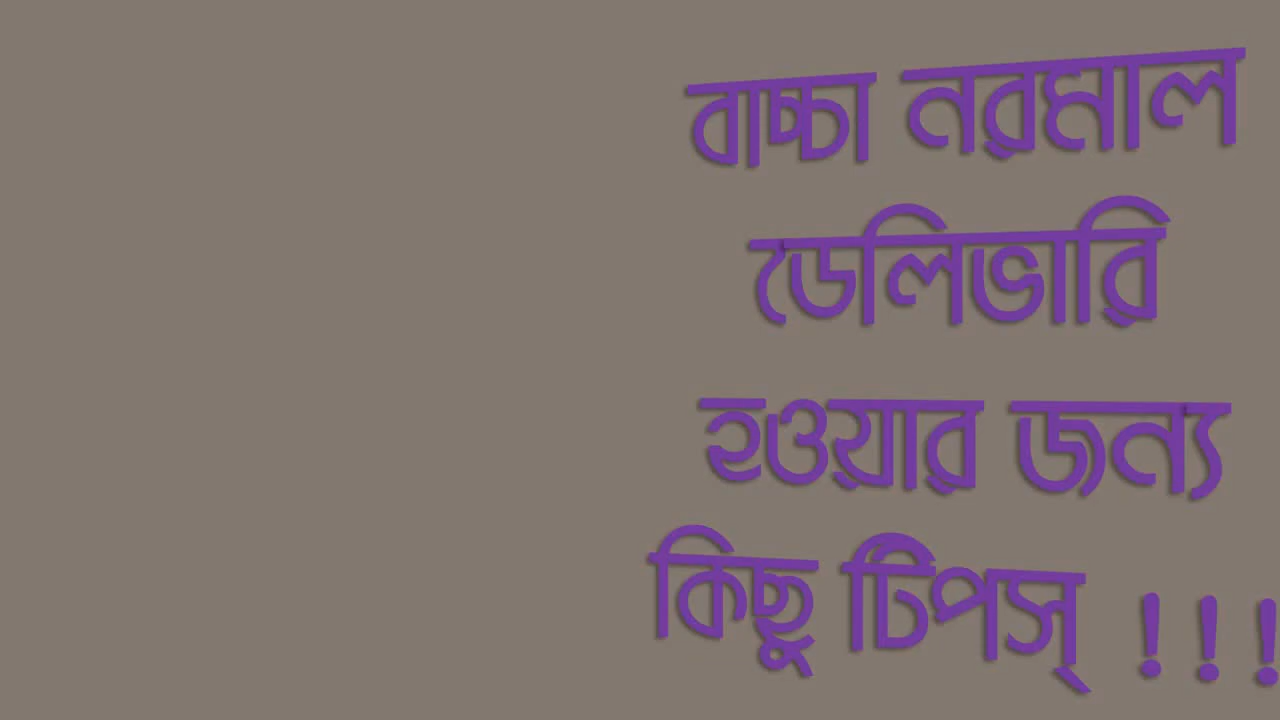 বাচ্চা নরমাল
ডেলিভারি
হওয়ার জন্য
কিছু টিপস্ !!!